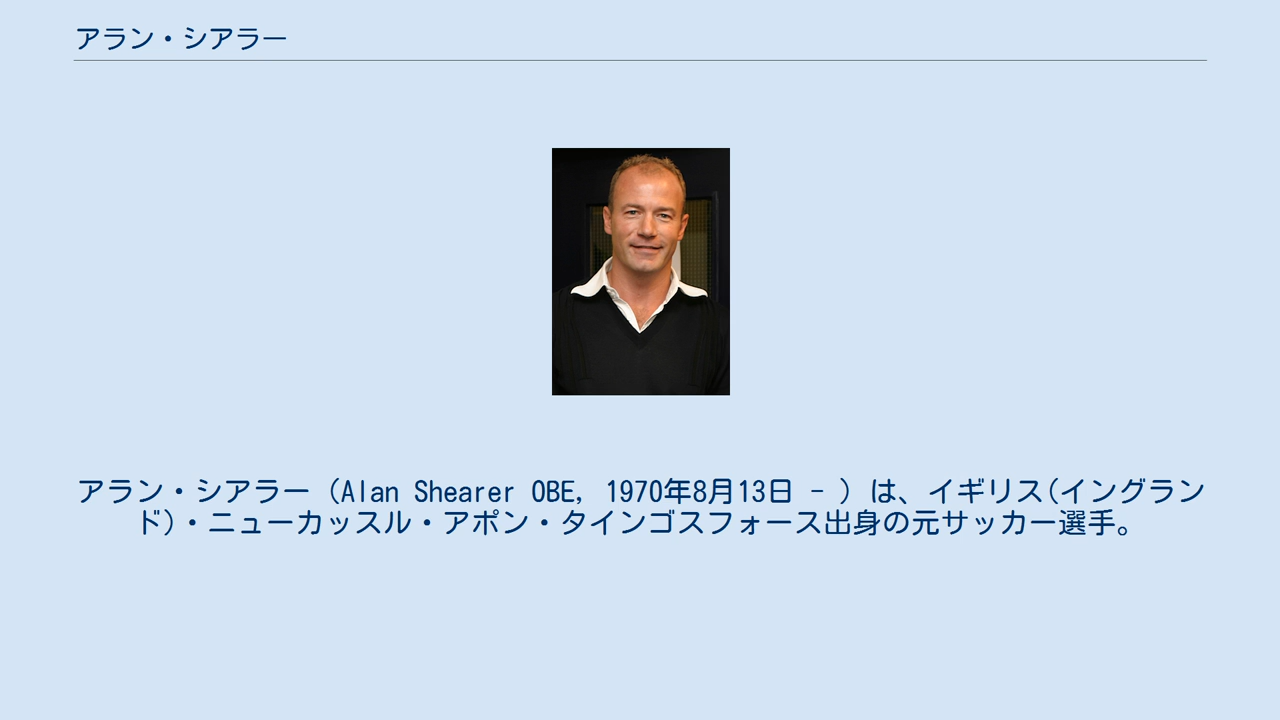 アラン・シアラー
アラン・シアラー（Alan Shearer OBE, 1970年8月13日 - ）は、イギリス(イングラン
ド)・ニューカッスル・アポン・タインゴスフォース出身の元サッカー選手。